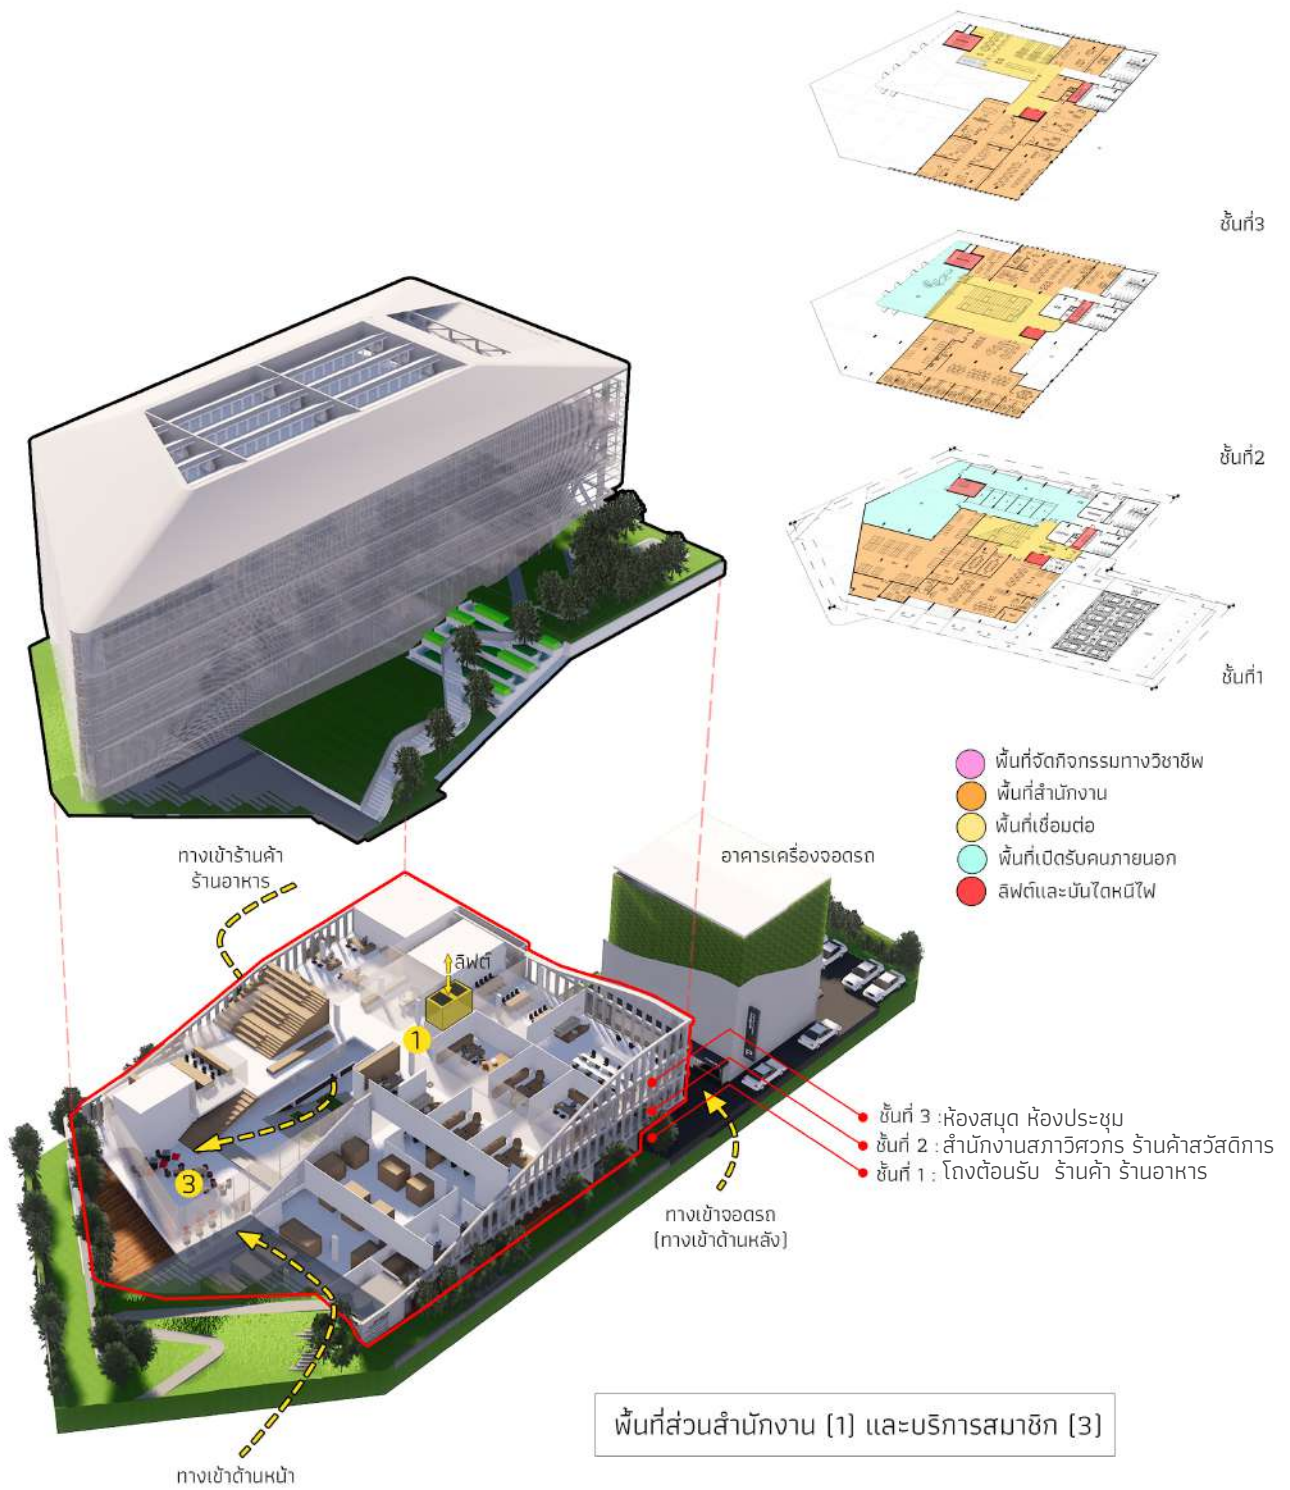 ชั้นที่3
ชั้นที่2
ชั้นที่1
พื้นที่จัดกิจกรรมทางวิชาชีพ
พื้นที่สำนักงาน
พื้นที่เชื่อมต่อ
พื้นที่เปิดรับคนภายนอก
ลิฟต์และบันไดหนีไฟ
ทางเข้าร้านค้า
ร้านอาหาร
อาคารเครื่องจอดรถ
ลิฟต์
1
3
ชั้นที่ 3 : ห้องสมุด ห้องประชุม
ชั้นที่ 2 : สำนักงานสภาวิศวกร ร้านค้าสวัสดิการ
ชั้นที่ 1 : โถงต้อนรับ ร้านค้า ร้านอาหาร
ทางเข้าจอดรถ
(ทางเข้าด้านหลัง)
พื้นที่ส่วนสำนักงาน (1) และบริการสมาชิก (3)
ทางเข้าด้านหน้า